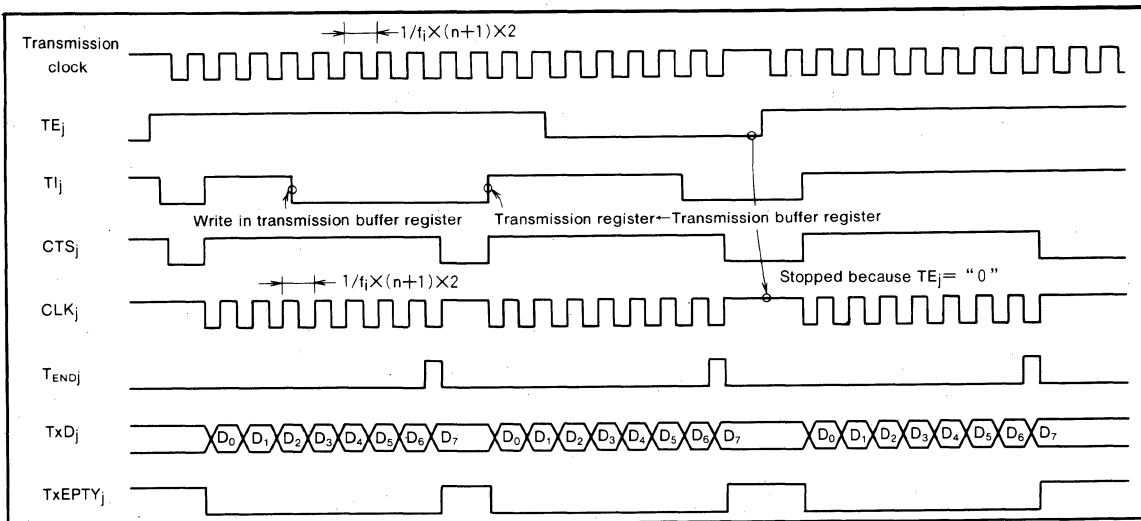 1/fⱼ×(n+1)×2
Transmission
clock
TEⱼ
TIⱼ
Write in transmission buffer register
Transmission register←Transmission buffer register
CTSⱼ
Stopped because TEⱼ= “0”
1/fⱼ×(n+1)×2
CLKⱼ
TENDj
TxDⱼ
D₀ D₁ D₂ D₃ D₄ D₅ D₆ D₇ D₀ D₁ D₂ D₃ D₄ D₅ D₆ D₇ D₀ D₁ D₂ D₃ D₄ D₅ D₆ D₇
TxEPTYⱼ